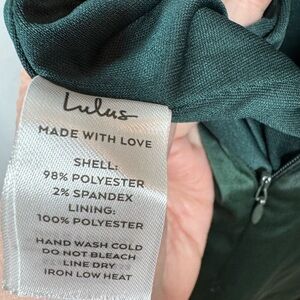 Lulus
MADE WITH LOVE
SHELL:
98% POLYESTER
2% SPANDEX
LINING:
100% POLYESTER
HAND WASH COLD
DO NOT BLEACH
LINE DRY
IRON LOW HEAT